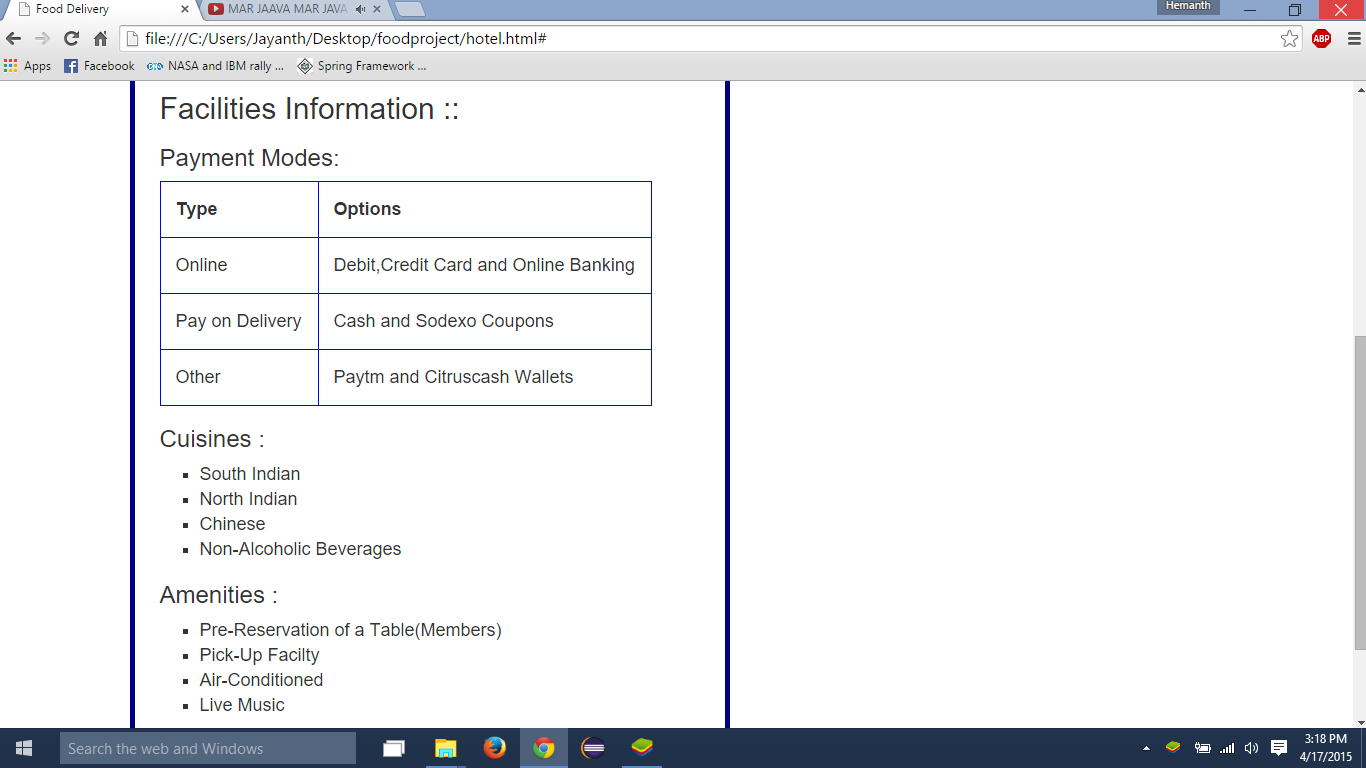 Food Delivery
MAR JAAVA MAR JAVA
Hemanth
file:///C:/Users/Jayanth/Desktop/foodproject/hotel.html#
ABP
Apps Facebook NASA and IBM rally ... Spring Framework ...
Facilities Information ::
Payment Modes:
Type Options
Online Debit,Credit Card and Online Banking
Pay on Delivery Cash and Sodexo Coupons
Other Paytm and Citruscash Wallets
Cuisines :
South Indian
North Indian
Chinese
Non-Alcoholic Beverages
Amenities :
Pre-Reservation of a Table(Members)
Pick-Up Facilty
Air-Conditioned
Live Music
Search the web and Windows
3:18 PM
4/17/2015